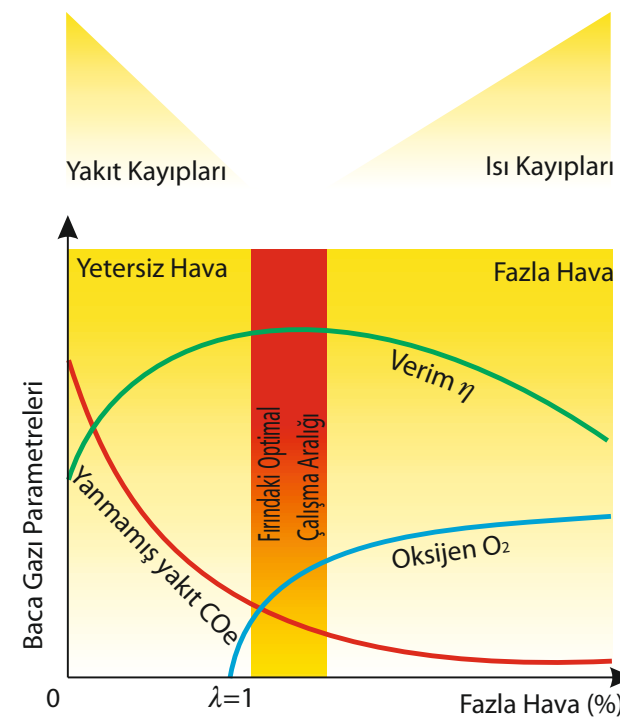 Yakıt Kayıpları
Isı Kayıpları
Yetersiz Hava
Fazla Hava
Verim η
Baca Gazı Parametreleri
Fırındaki Optimal
Çalışma Aralığı
Yanmamış yakıt COe
Oksijen O₂
0
λ=1
Fazla Hava (%)